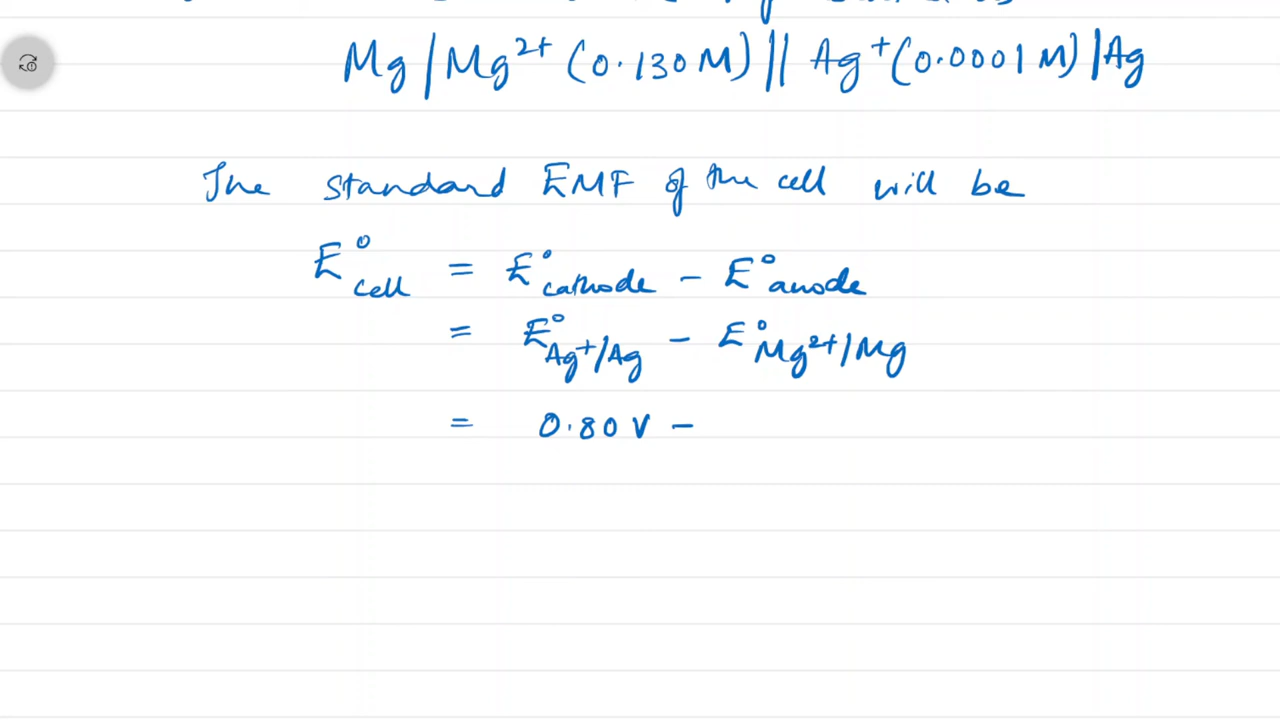 Mg | Mg²⁺ (0.130 M) || Ag⁺ (0.0001 M) | Ag
The standard EMF of the cell will be
E°cell = E°cathode - E°anode
= E°Ag⁺/Ag - E°Mg²⁺/Mg
= 0.80 V -